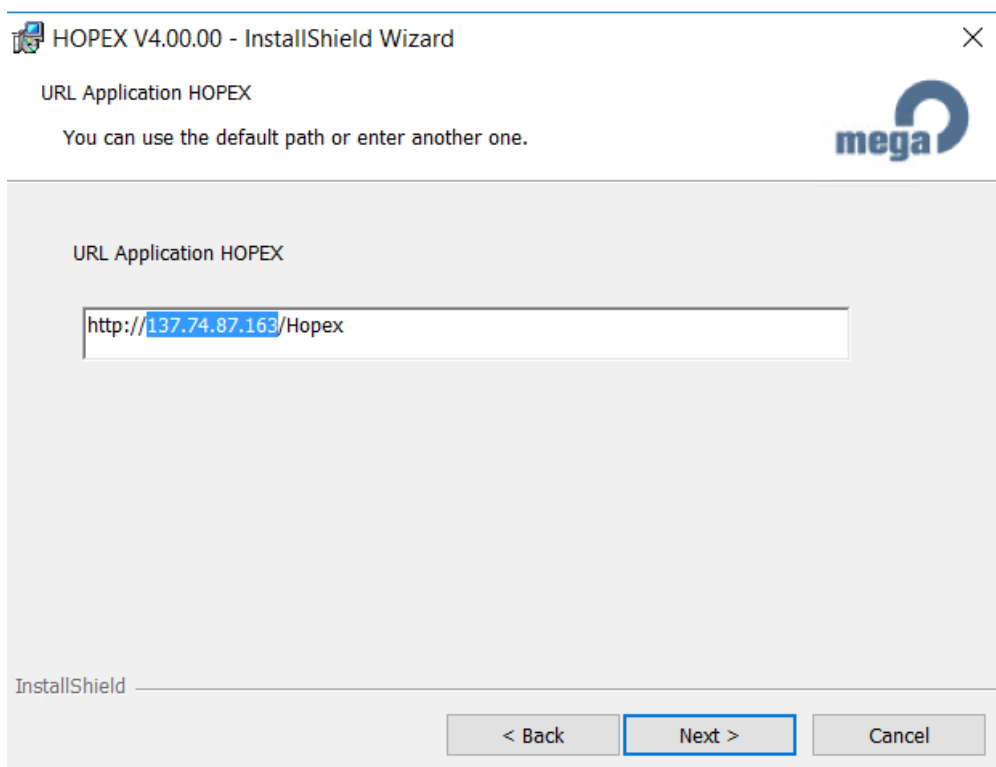 HOPEX V4.00.00 - InstallShield Wizard
URL Application HOPEX
You can use the default path or enter another one.
mega
URL Application HOPEX
http://137.74.87.163/Hopex
InstallShield
< Back
Next >
Cancel